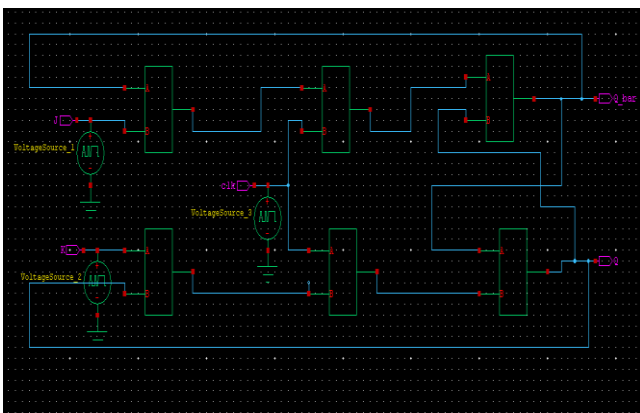 A
A A
Q_bar
J
B
B B
VoltageSource_1
clk
VoltageSource_3
A A A
Q
VoltageSource_2
B B B